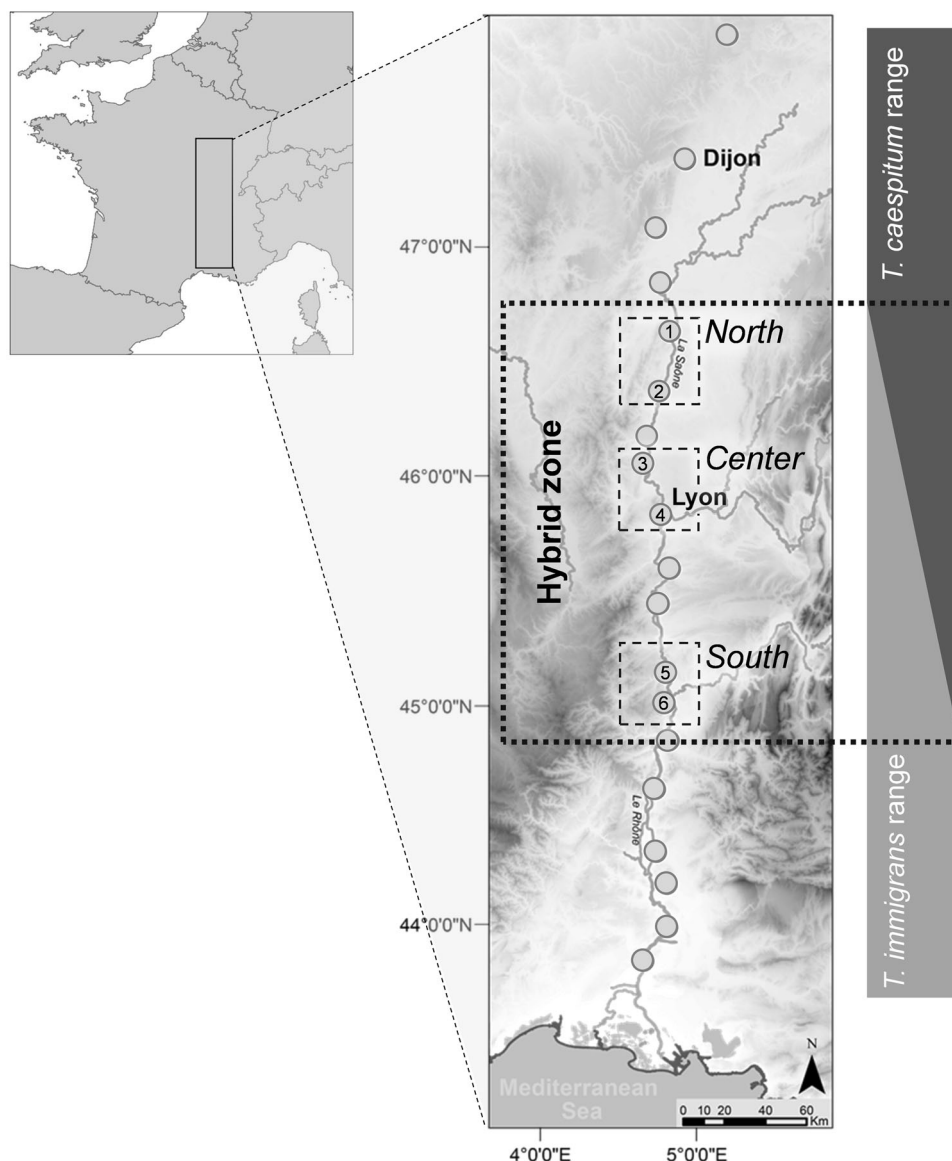 Dijon
47°0'0"N
1
North
La Saône
2
Hybrid zone
46°0'0"N
3
Center
Lyon
4
5
South
45°0'0"N
6
Le Rhône
44°0'0"N
Mediterranean
Sea
N
0 10 20 40 60
Km
4°0'0"E
5°0'0"E
T. caespitum range
T. immigrans range